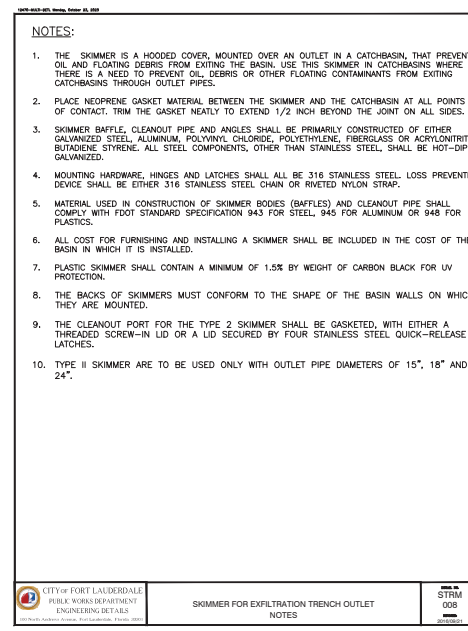 NOTES:
1. THE SKIMMER IS A HOODED COVER, MOUNTED OVER AN OUTLET IN A CATCHBASIN, THAT PREVEN
OIL AND FLOATING DEBRIS FROM EXITING THE BASIN. USE THIS SKIMMER IN CATCHBASINS WHERE
THERE IS A NEED TO PREVENT OIL, DEBRIS OR OTHER FLOATING CONTAMINANTS FROM EXITING
CATCHBASINS THROUGH OUTLET PIPES.
2. PLACE NEOPRENE GASKET MATERIAL BETWEEN THE SKIMMER AND THE CATCHBASIN AT ALL POINTS
OF CONTACT. TRIM THE GASKET NEATLY TO EXTEND 1/2 INCH BEYOND THE JOINT ON ALL SIDES.
3. SKIMMER BAFFLE, CLEANOUT PIPE AND ANGLES SHALL BE PRIMARILY CONSTRUCTED OF EITHER
GALVANIZED STEEL, ALUMINUM, POLYVINYL CHLORIDE, POLYETHYLENE, FIBERGLASS OR ACRYLONITRI
BUTADIENE STYRENE. ALL STEEL COMPONENTS, OTHER THAN STAINLESS STEEL, SHALL BE HOT-DIP
GALVANIZED.
4. MOUNTING HARDWARE, HINGES AND LATCHES SHALL ALL BE 316 STAINLESS STEEL. LOSS PREVENT
DEVICE SHALL BE EITHER 316 STAINLESS STEEL CHAIN OR RIVETED NYLON STRAP.
5. MATERIAL USED IN CONSTRUCTION OF SKIMMER BODIES (BAFFLES) AND CLEANOUT PIPE SHALL
COMPLY WITH FDOT STANDARD SPECIFICATION 943 FOR STEEL, 945 FOR ALUMINUM OR 948 FOR
PLASTICS.
6. ALL COST FOR FURNISHING AND INSTALLING A SKIMMER SHALL BE INCLUDED IN THE COST OF THE
BASIN IN WHICH IT IS INSTALLED.
7. PLASTIC SKIMMER SHALL CONTAIN A MINIMUM OF 1.5% BY WEIGHT OF CARBON BLACK FOR UV
PROTECTION.
8. THE BACKS OF SKIMMERS MUST CONFORM TO THE SHAPE OF THE BASIN WALLS ON WHIC
THEY ARE MOUNTED.
9. THE CLEANOUT PORT FOR THE TYPE 2 SKIMMER SHALL BE GASKETED, WITH EITHER A
THREADED SCREW-IN LID OR A LID SECURED BY FOUR STAINLESS STEEL QUICK-RELEASE
LATCHES.
10. TYPE II SKIMMER ARE TO BE USED ONLY WITH OUTLET PIPE DIAMETERS OF 15", 18" AND
24".
CITY OF FORT LAUDERDALE
PUBLIC WORKS DEPARTMENT
ENGINEERING DETAILS
100 North Andrews Avenue, Fort Lauderdale, Florida 33301
SKIMMER FOR EXFILTRATION TRENCH OUTLET
NOTES
STRM
008
2018/09/21